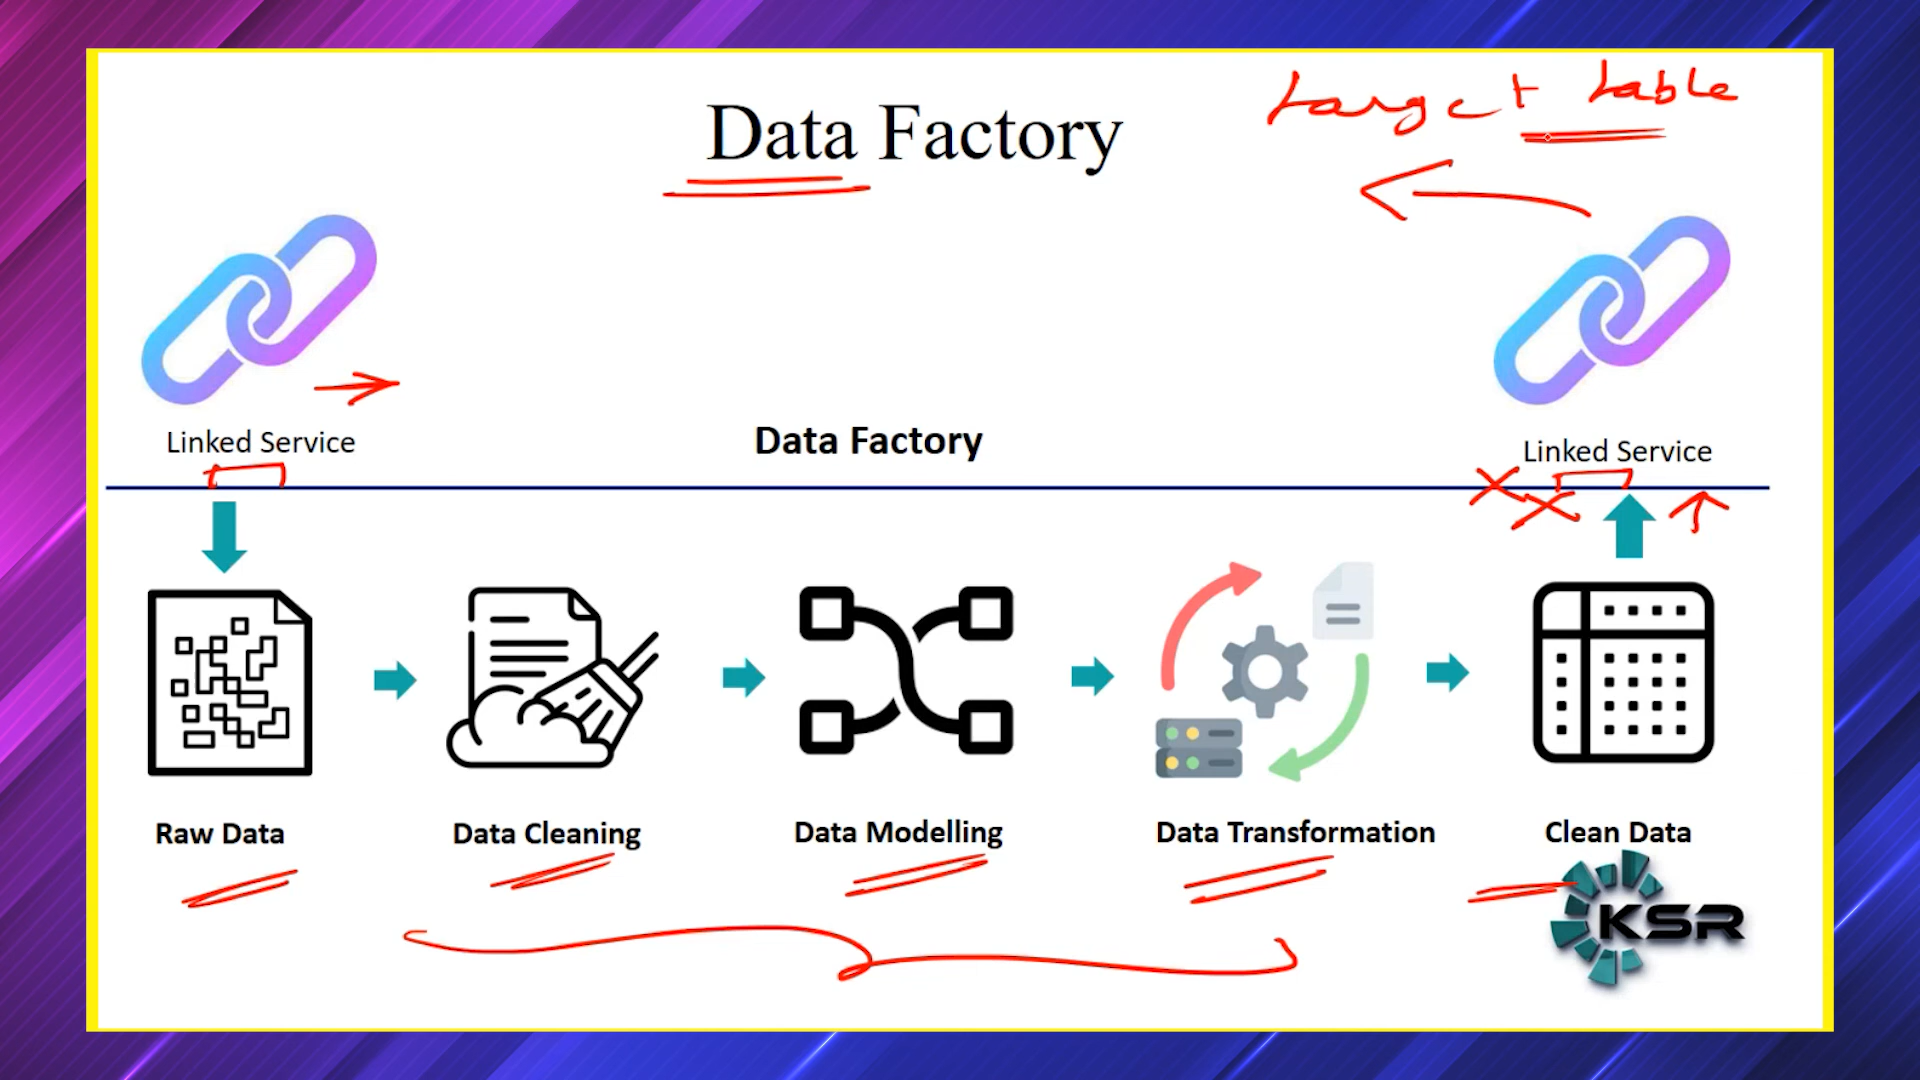 Data Factory
target table
Linked Service
Data Factory
Linked Service
Raw Data
Data Cleaning
Data Modelling
Data Transformation
Clean Data
KSR